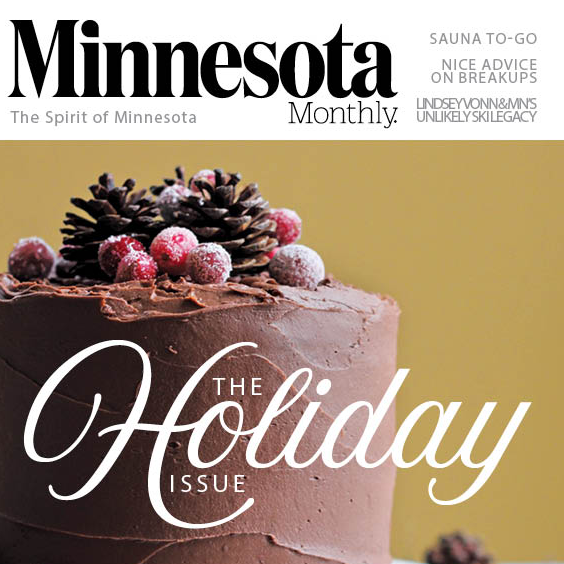 Minnesota
Monthly.
The Spirit of Minnesota
SAUNA TO-GO
NICE ADVICE
ON BREAKUPS
LINDSEY VONN & MN'S
UNLIKELY SKI LEGACY
THE
Holiday
ISSUE